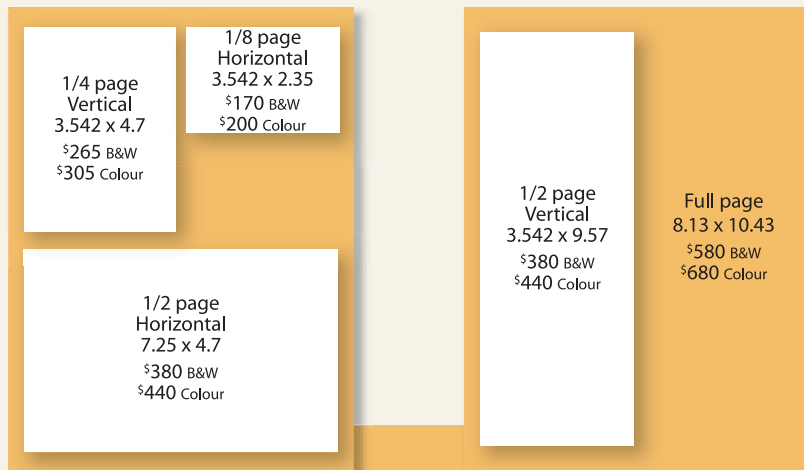 1/4 page
Vertical
3.542 x 4.7
$265 B&W
$305 Colour
1/8 page
Horizontal
3.542 x 2.35
$170 B&W
$200 Colour
1/2 page
Horizontal
7.25 x 4.7
$380 B&W
$440 Colour
1/2 page
Vertical
3.542 x 9.57
$380 B&W
$440 Colour
Full page
8.13 x 10.43
$580 B&W
$680 Colour